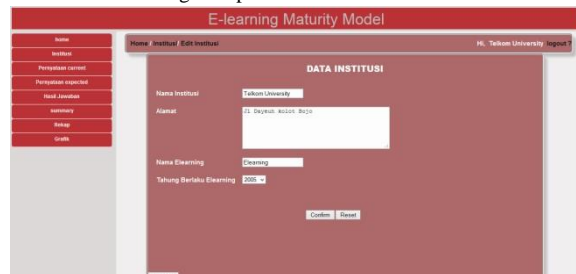 E-learning Maturity Model
home
Institusi
Pernyataan current
Pernyataan expected
Hasil Jawaban
summary
Rekap
Grafik
Home / Institusi / Edit Institusi
Hi, Telkom University logout ?
DATA INSTITUSI
Nama Institusi Telkom University
Alamat Jl Dayeuh kolot Bojo
Nama Elearning Elearning
Tahung Berlaku Elearning 2005
Confirm Reset